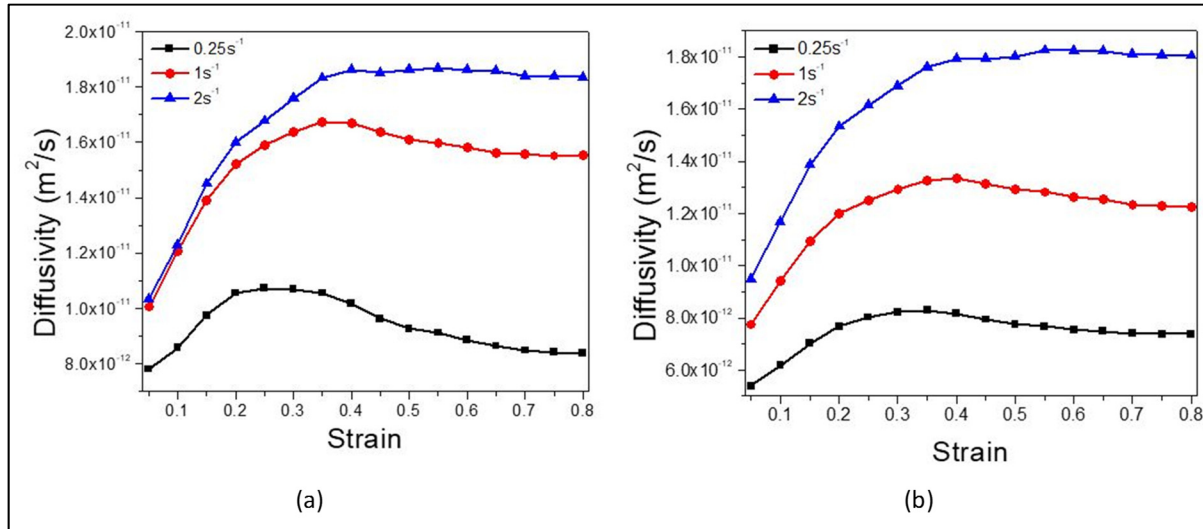 2.0x10⁻¹¹
1.8x10⁻¹¹
1.6x10⁻¹¹
1.4x10⁻¹¹
1.2x10⁻¹¹
1.0x10⁻¹¹
8.0x10⁻¹²
Diffusivity (m²/s)
0.25s⁻¹
1s⁻¹
2s⁻¹
0.1 0.2 0.3 0.4 0.5 0.6 0.7 0.8
Strain
(a)
1.8x10⁻¹¹
1.6x10⁻¹¹
1.4x10⁻¹¹
1.2x10⁻¹¹
1.0x10⁻¹¹
8.0x10⁻¹²
6.0x10⁻¹²
Diffusivity (m²/s)
0.25s⁻¹
1s⁻¹
2s⁻¹
0.1 0.2 0.3 0.4 0.5 0.6 0.7 0.8
Strain
(b)